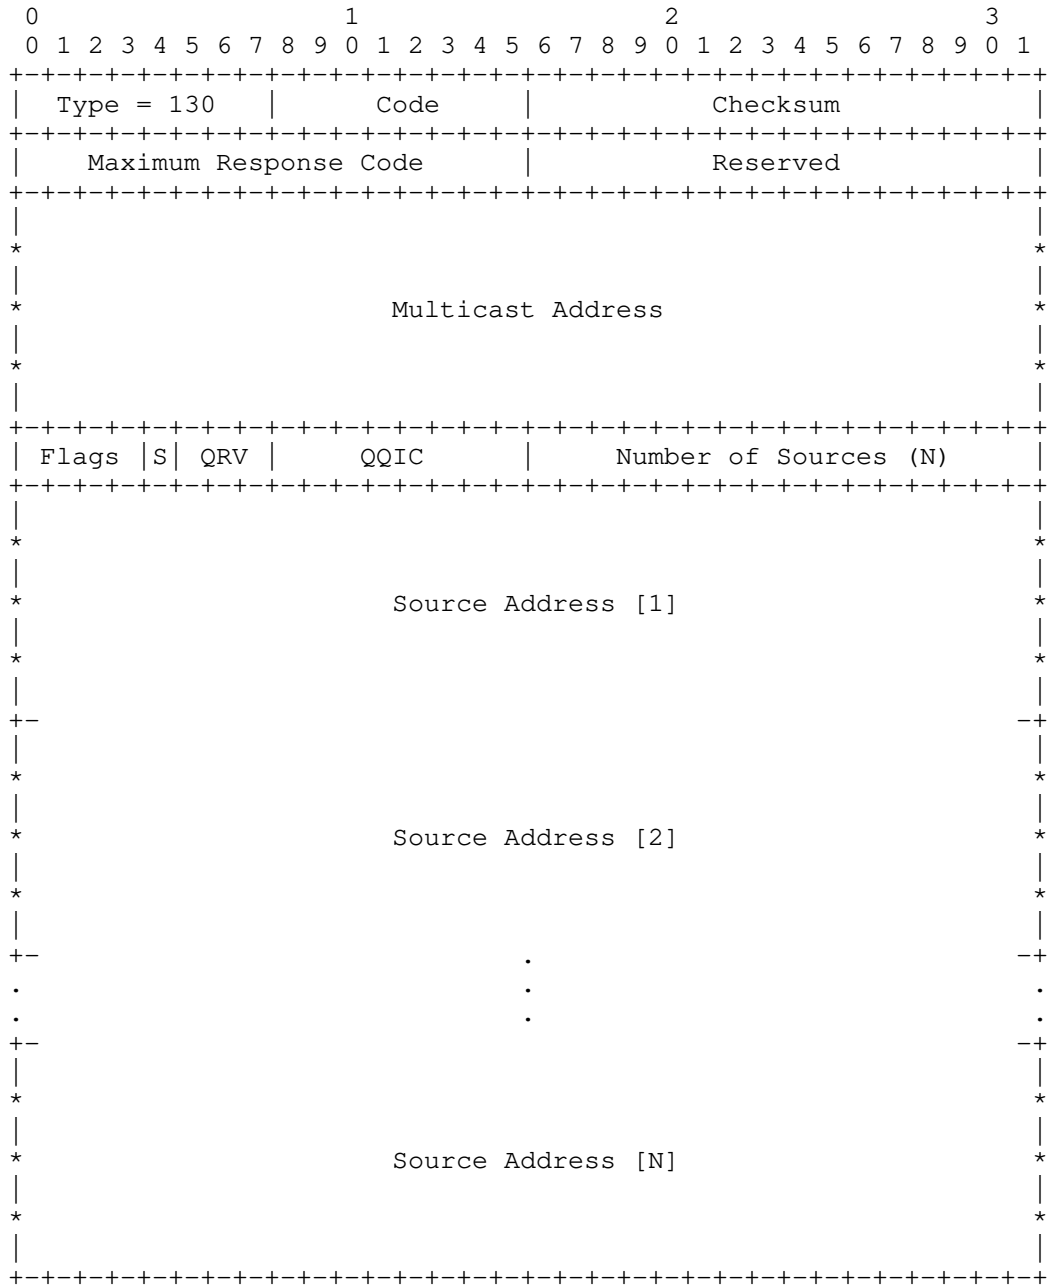 0                   1                   2                   3
 0 1 2 3 4 5 6 7 8 9 0 1 2 3 4 5 6 7 8 9 0 1 2 3 4 5 6 7 8 9 0 1
+-+-+-+-+-+-+-+-+-+-+-+-+-+-+-+-+-+-+-+-+-+-+-+-+-+-+-+-+-+-+-+-+
|  Type = 130   |      Code     |           Checksum            |
+-+-+-+-+-+-+-+-+-+-+-+-+-+-+-+-+-+-+-+-+-+-+-+-+-+-+-+-+-+-+-+-+
|    Maximum Response Code      |           Reserved            |
+-+-+-+-+-+-+-+-+-+-+-+-+-+-+-+-+-+-+-+-+-+-+-+-+-+-+-+-+-+-+-+-+
|                                                               |
*                                                               *
|                                                               |
*                       Multicast Address                       *
|                                                               |
*                                                               *
|                                                               |
+-+-+-+-+-+-+-+-+-+-+-+-+-+-+-+-+-+-+-+-+-+-+-+-+-+-+-+-+-+-+-+-+
| Flags |S| QRV |     QQIC      |     Number of Sources (N)     |
+-+-+-+-+-+-+-+-+-+-+-+-+-+-+-+-+-+-+-+-+-+-+-+-+-+-+-+-+-+-+-+-+
|                                                               |
*                                                               *
|                                                               |
*                       Source Address [1]                      *
|                                                               |
*                                                               *
|                                                               |
+-                                                             -+
|                                                               |
*                                                               *
|                                                               |
*                       Source Address [2]                      *
|                                                               |
*                                                               *
|                                                               |
+-                              .                              -+
.                               .                               .
.                               .                               .
+-                                                             -+
|                                                               |
*                                                               *
|                                                               |
*                       Source Address [N]                      *
|                                                               |
*                                                               *
|                                                               |
+-+-+-+-+-+-+-+-+-+-+-+-+-+-+-+-+-+-+-+-+-+-+-+-+-+-+-+-+-+-+-+-+